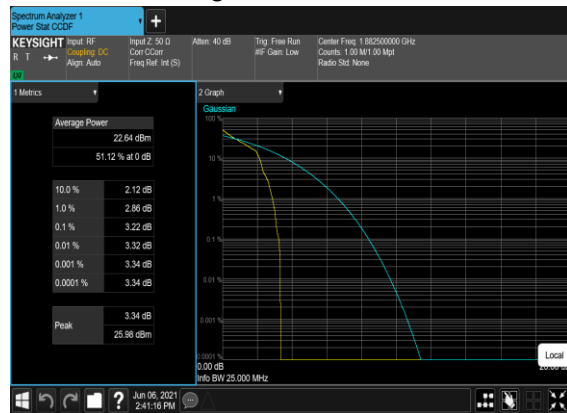 Spectrum Analyzer 1
Power Stat CCDF
KEYSIGHT
R T
LXI
Input: RF
Coupling: DC
Align: Auto
Input Z: 50 Ω
Corr CCorr
Freq Ref: Int (S)
Atten: 40 dB
Trig: Free Run
#IF Gain: Low
Center Freq: 1.882500000 GHz
Counts: 1.00 M/1.00 Mpt
Radio Std: None
1 Metrics
Average Power
22.64 dBm
51.12 % at 0 dB
10.0 % 2.12 dB
1.0 % 2.86 dB
0.1 % 3.22 dB
0.01 % 3.32 dB
0.001 % 3.34 dB
0.0001 % 3.34 dB
Peak
3.34 dB
25.98 dBm
2 Graph
Gaussian
100 %
10 %
1 %
0.1 %
0.01 %
0.001 %
0.0001 %
0.00 dB
Info BW 25.000 MHz
Local
?
Jun 06, 2021
2:41:16 PM